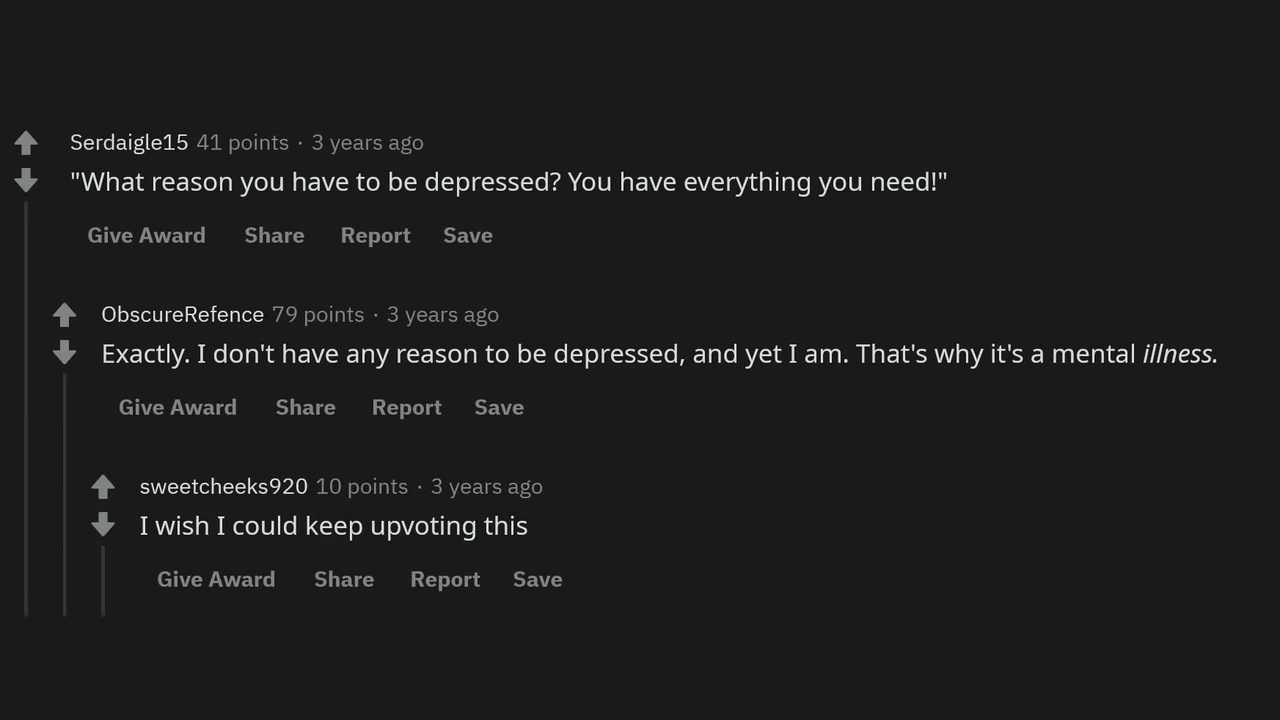 Serdaigle15 41 points · 3 years ago
"What reason you have to be depressed? You have everything you need!"
Give Award Share Report Save
ObscureRefence 79 points · 3 years ago
Exactly. I don't have any reason to be depressed, and yet I am. That's why it's a mental illness.
Give Award Share Report Save
sweetcheeks920 10 points · 3 years ago
I wish I could keep upvoting this
Give Award Share Report Save